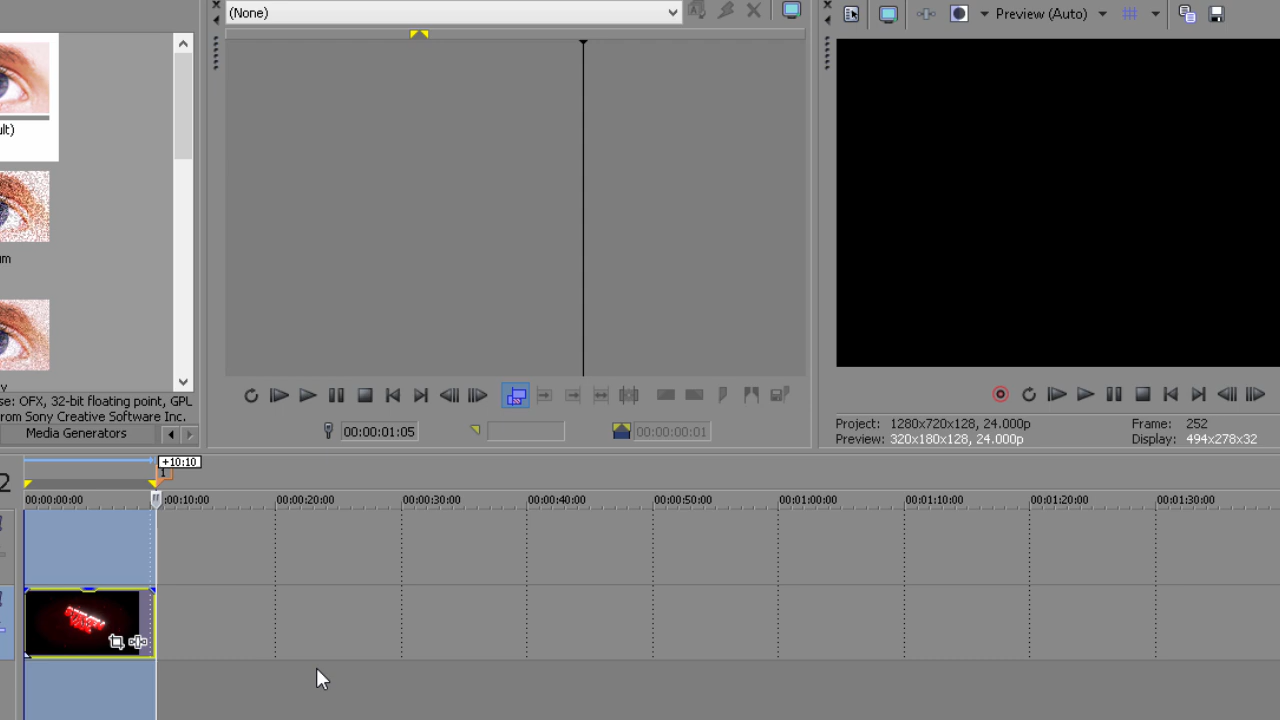 (None)
Preview (Auto)
ult)
um
y
se: OFX, 32-bit floating point, GPL
from Sony Creative Software Inc.
Media Generators
00:00:01:05
00:00:00:01
Project: 1280x720x128, 24.000p
Frame: 252
Preview: 320x180x128, 24.000p
Display: 494x278x32
2
+10:10
1
00:00:00:00
:00:10:00
00:00:20:00
00:00:30:00
00:00:40:00
00:00:50:00
00:01:00:00
00:01:10:00
00:01:20:00
00:01:30:00